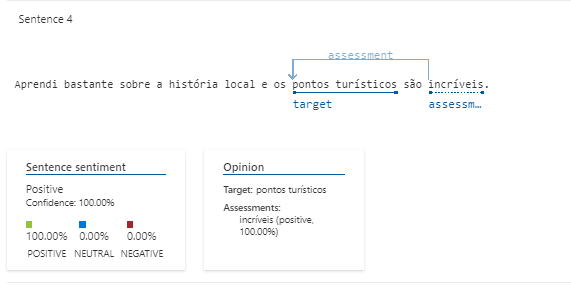 Sentence 4
assessment
Aprendi bastante sobre a história local e os pontos turísticos são incríveis.
target assessm...
Sentence sentiment
Positive
Confidence: 100.00%
100.00% 0.00% 0.00%
POSITIVE NEUTRAL NEGATIVE
Opinion
Target: pontos turísticos
Assessments:
incríveis (positive,
100.00%)